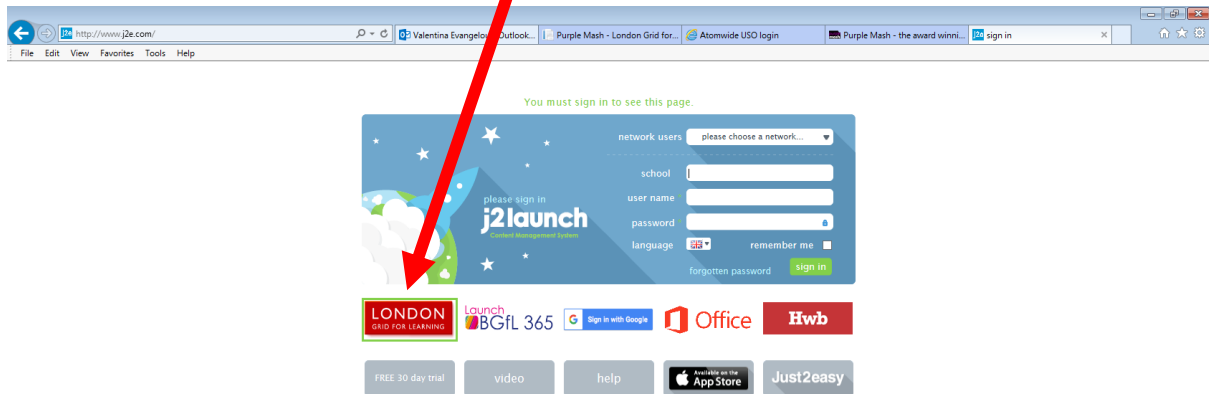 http://www.j2e.com/
Valentina Evangelou - Outlook...
Purple Mash - London Grid for...
Atomwide USO login
Purple Mash - the award winni...
j2e sign in
File Edit View Favorites Tools Help
You must sign in to see this page.
network users please choose a network...
school
please sign in
user name *
j2launch
Content Management System
password *
language remember me
forgotten password sign in
LONDON
GRID FOR LEARNING
Launch
BGfL 365
G Sign in with Google
Office
Hwb
FREE 30 day trial
video
help
Available on the
App Store
Just2easy